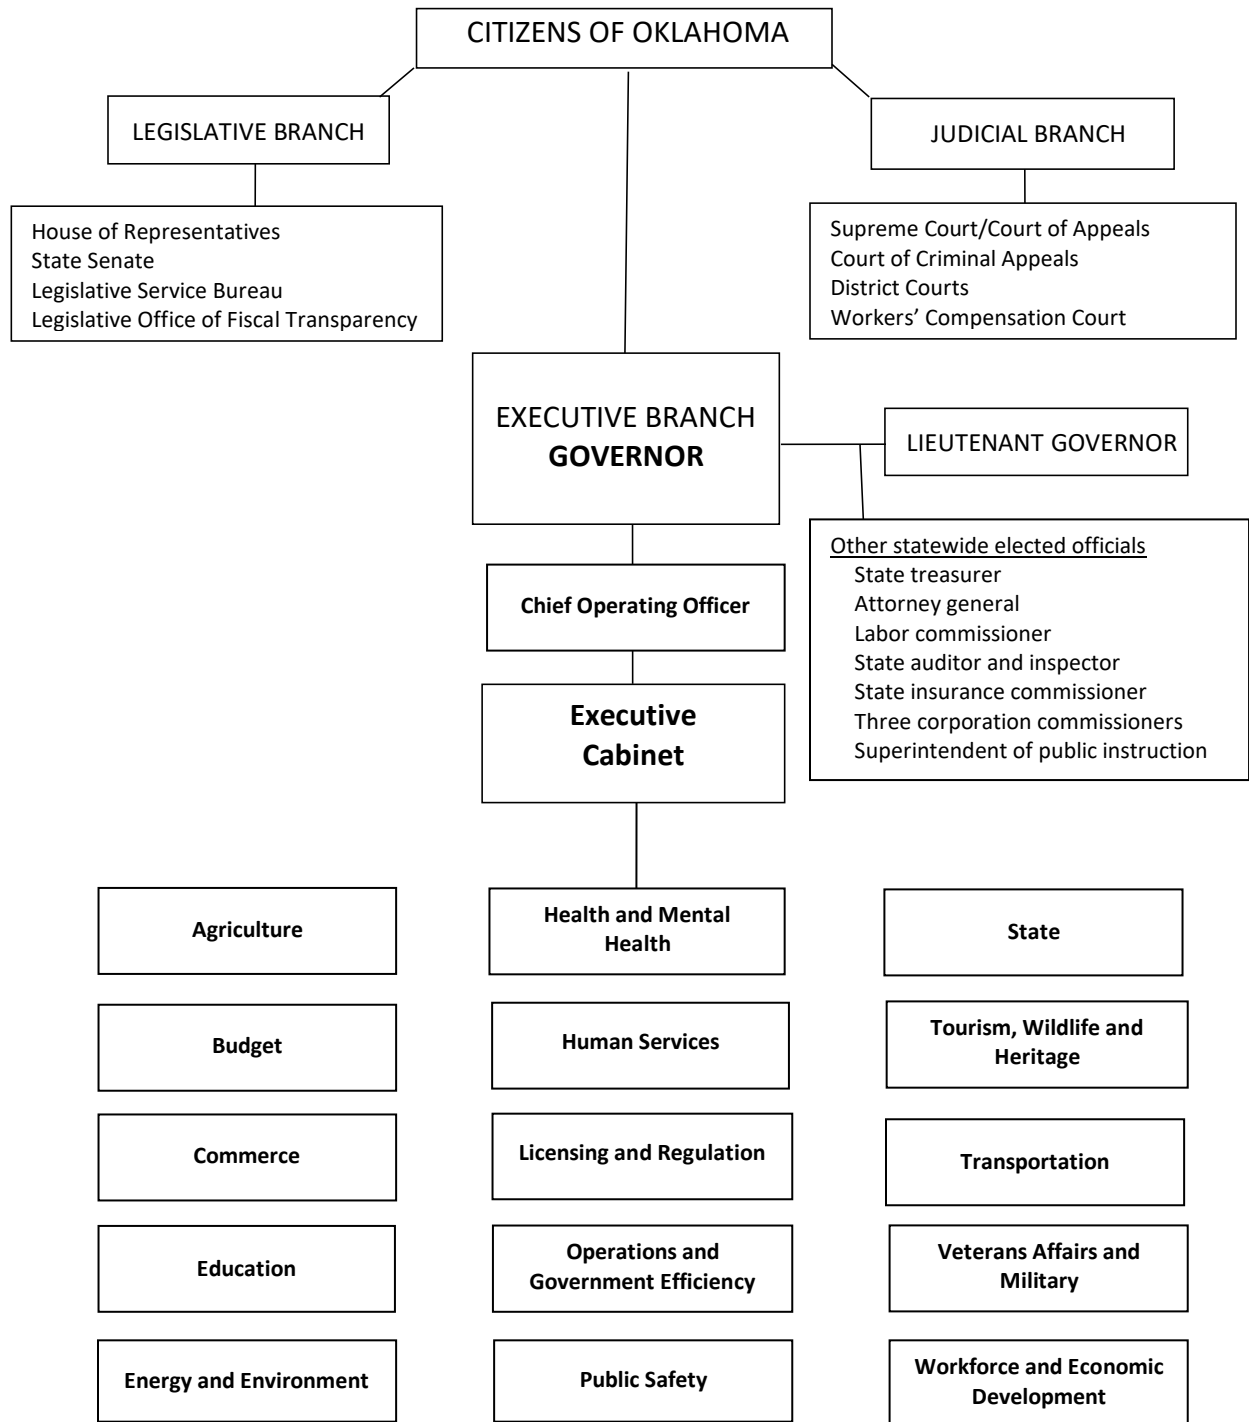 CITIZENS OF OKLAHOMA
LEGISLATIVE BRANCH
JUDICIAL BRANCH
House of Representatives
State Senate
Legislative Service Bureau
Legislative Office of Fiscal Transparency
Supreme Court/Court of Appeals
Court of Criminal Appeals
District Courts
Workers’ Compensation Court
EXECUTIVE BRANCH
GOVERNOR
LIEUTENANT GOVERNOR
Other statewide elected officials
State treasurer
Attorney general
Labor commissioner
State auditor and inspector
State insurance commissioner
Three corporation commissioners
Superintendent of public instruction
Chief Operating Officer
Executive
Cabinet
Agriculture
Health and Mental
Health
State
Budget
Human Services
Tourism, Wildlife and
Heritage
Commerce
Licensing and Regulation
Transportation
Education
Operations and
Government Efficiency
Veterans Affairs and
Military
Energy and Environment
Public Safety
Workforce and Economic
Development